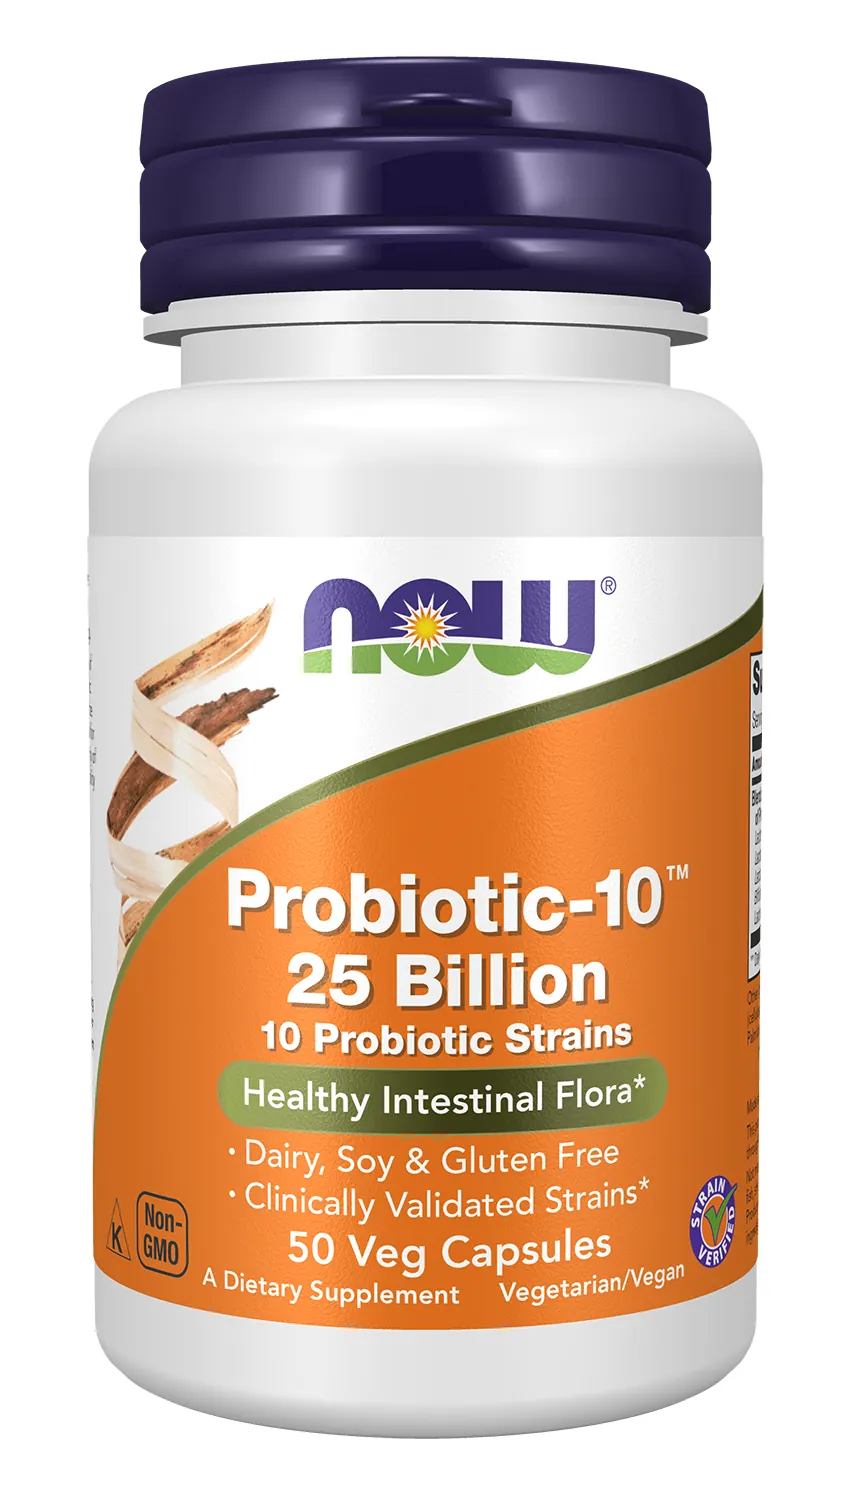 now®
Probiotic-10™
25 Billion
10 Probiotic Strains
Healthy Intestinal Flora*
• Dairy, Soy & Gluten Free
• Clinically Validated Strains*
50 Veg Capsules
A Dietary Supplement
Vegetarian/Vegan
K
Non-
GMO
STRAIN
VERIFIED